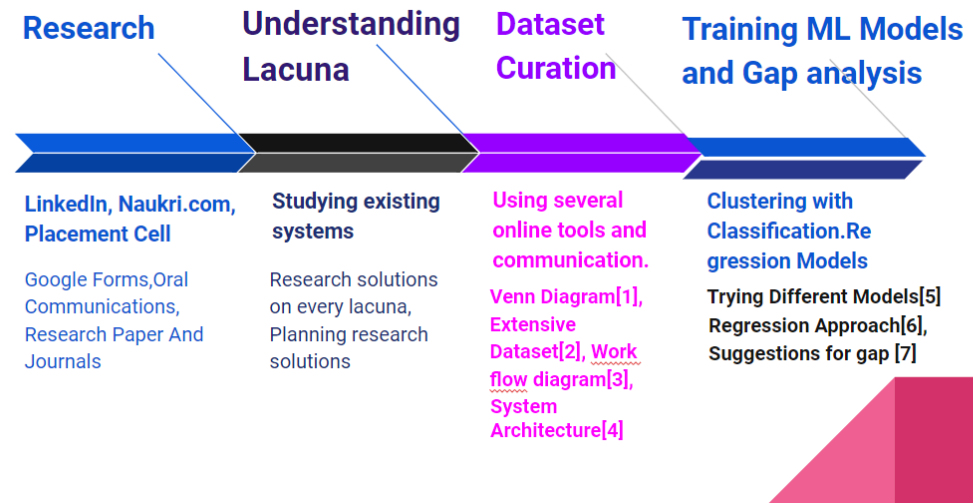 Research
Understanding
Lacuna
Dataset
Curation
Training ML Models
and Gap analysis
LinkedIn, Naukri.com,
Placement Cell
Google Forms,Oral
Communications,
Research Paper And
Journals
Studying existing
systems
Research solutions
on every lacuna,
Planning research
solutions
Using several
online tools and
communication.
Venn Diagram[1],
Extensive
Dataset[2], Work
flow diagram[3],
System
Architecture[4]
Clustering with
Classification.Re
gression Models
Trying Different Models[5]
Regression Approach[6],
Suggestions for gap [7]